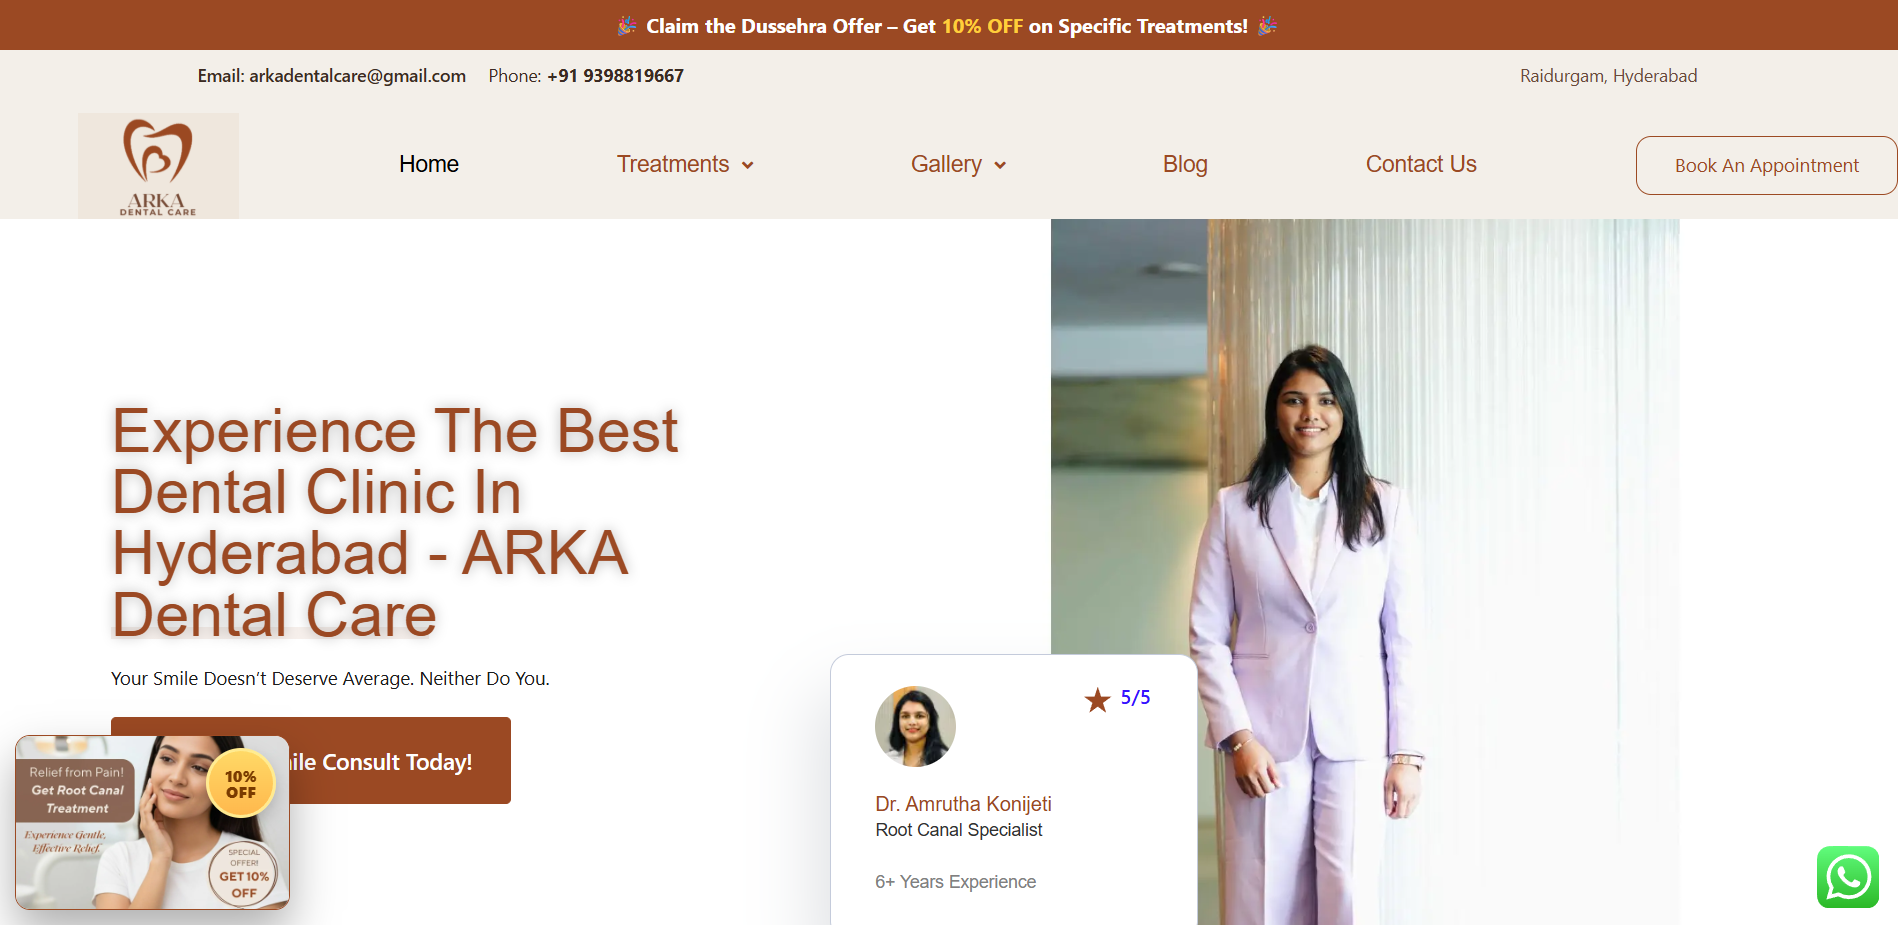 🎉 Claim the Dussehra Offer – Get 10% OFF on Specific Treatments! 🎉
Email: arkadentalcare@gmail.com Phone: +91 9398819667
Raidurgam, Hyderabad
ARKA
DENTAL CARE
Home
Treatments
Gallery
Blog
Contact Us
Book An Appointment
Experience The Best
Dental Clinic In
Hyderabad - ARKA
Dental Care
Your Smile Doesn't Deserve Average. Neither Do You.
Consult Today!
Relief from Pain!
Get Root Canal
Treatment
Experience Gentle,
Effective Relief.
10%
OFF
SPECIAL
OFFER!
GET 10%
OFF
★ 5/5
Dr. Amrutha Konijeti
Root Canal Specialist
6+ Years Experience